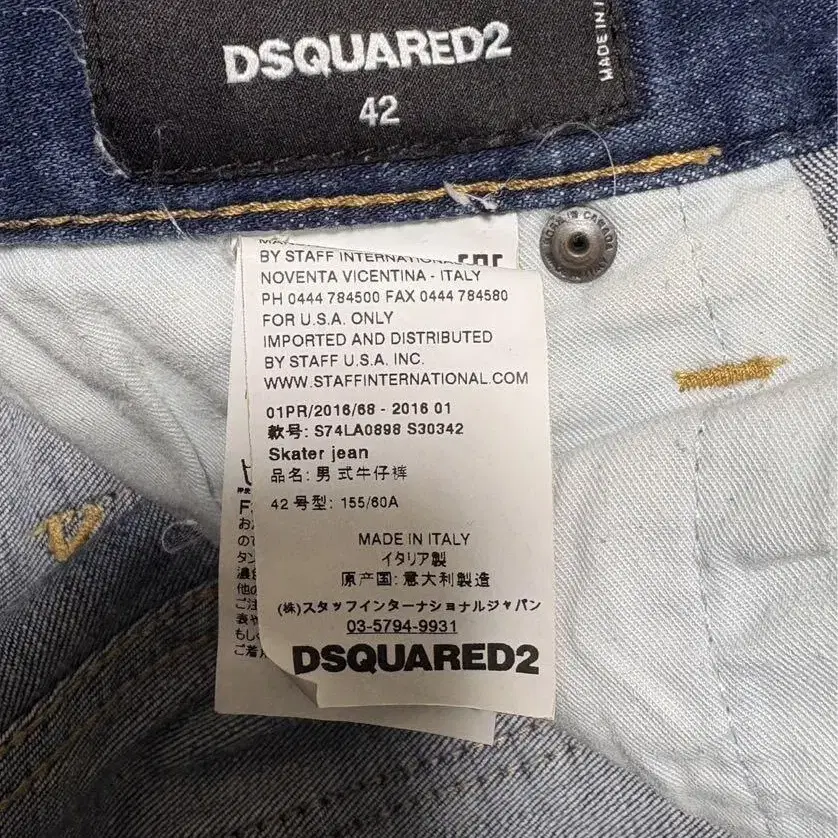 DSQUARED2
42
MADE IN
BY STAFF
NOVENTA VICENTINA - ITALY
PH 0444 784500 FAX 0444 784580
FOR U.S.A. ONLY
IMPORTED AND DISTRIBUTED
BY STAFF U.S.A. INC.
WWW.STAFFINTERNATIONAL.COM
01PR/2016/68 - 2016 01
款号: S74LA0898 S30342
Skater jean
品名: 男式牛仔裤
42 号型: 155/60A
MADE IN ITALY
イタリア製
原产国: 意大利製造
(株)スタッフインターナショナルジャパン
03-5794-9931
DSQUARED2